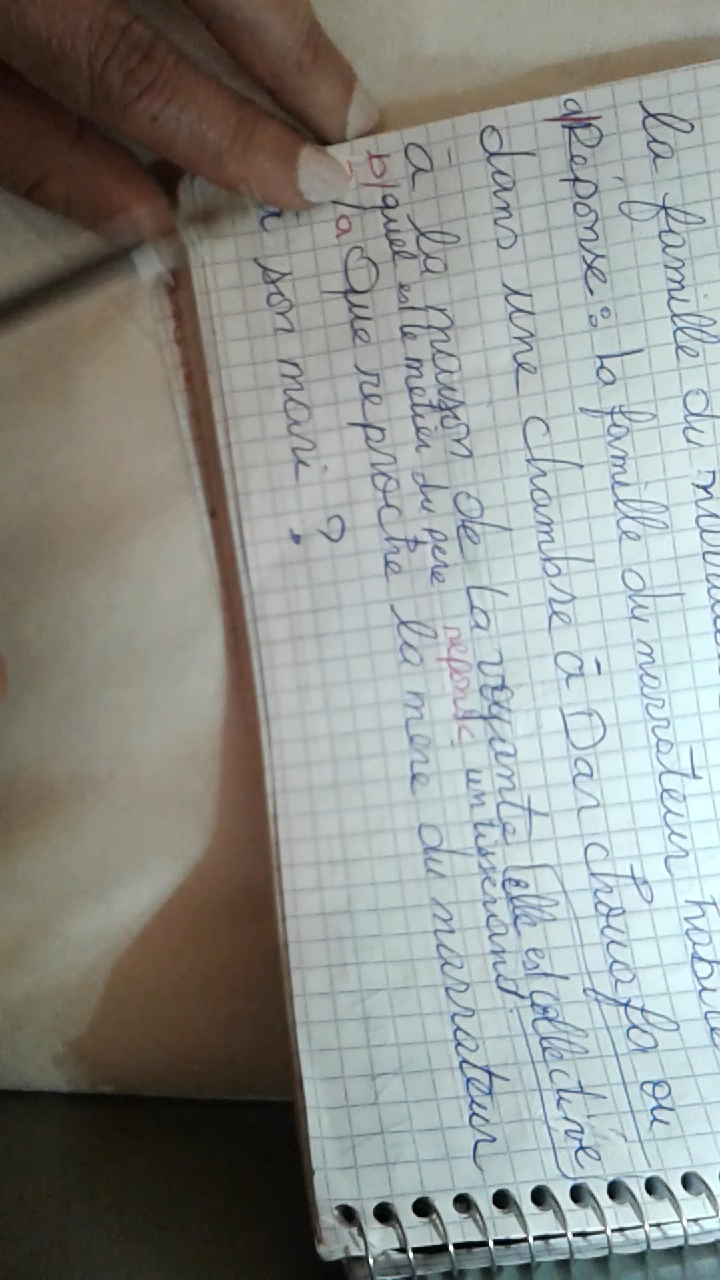 la famille du narrateur habite
a) Réponse : la famille du narrateur
dans une chambre à Dar chouafa ou
à la maison de la voyante (elle est collective
b) quel est le métier du père réponse : un tisserand.
a Que reproche la mère du narrateur
à son mari ?